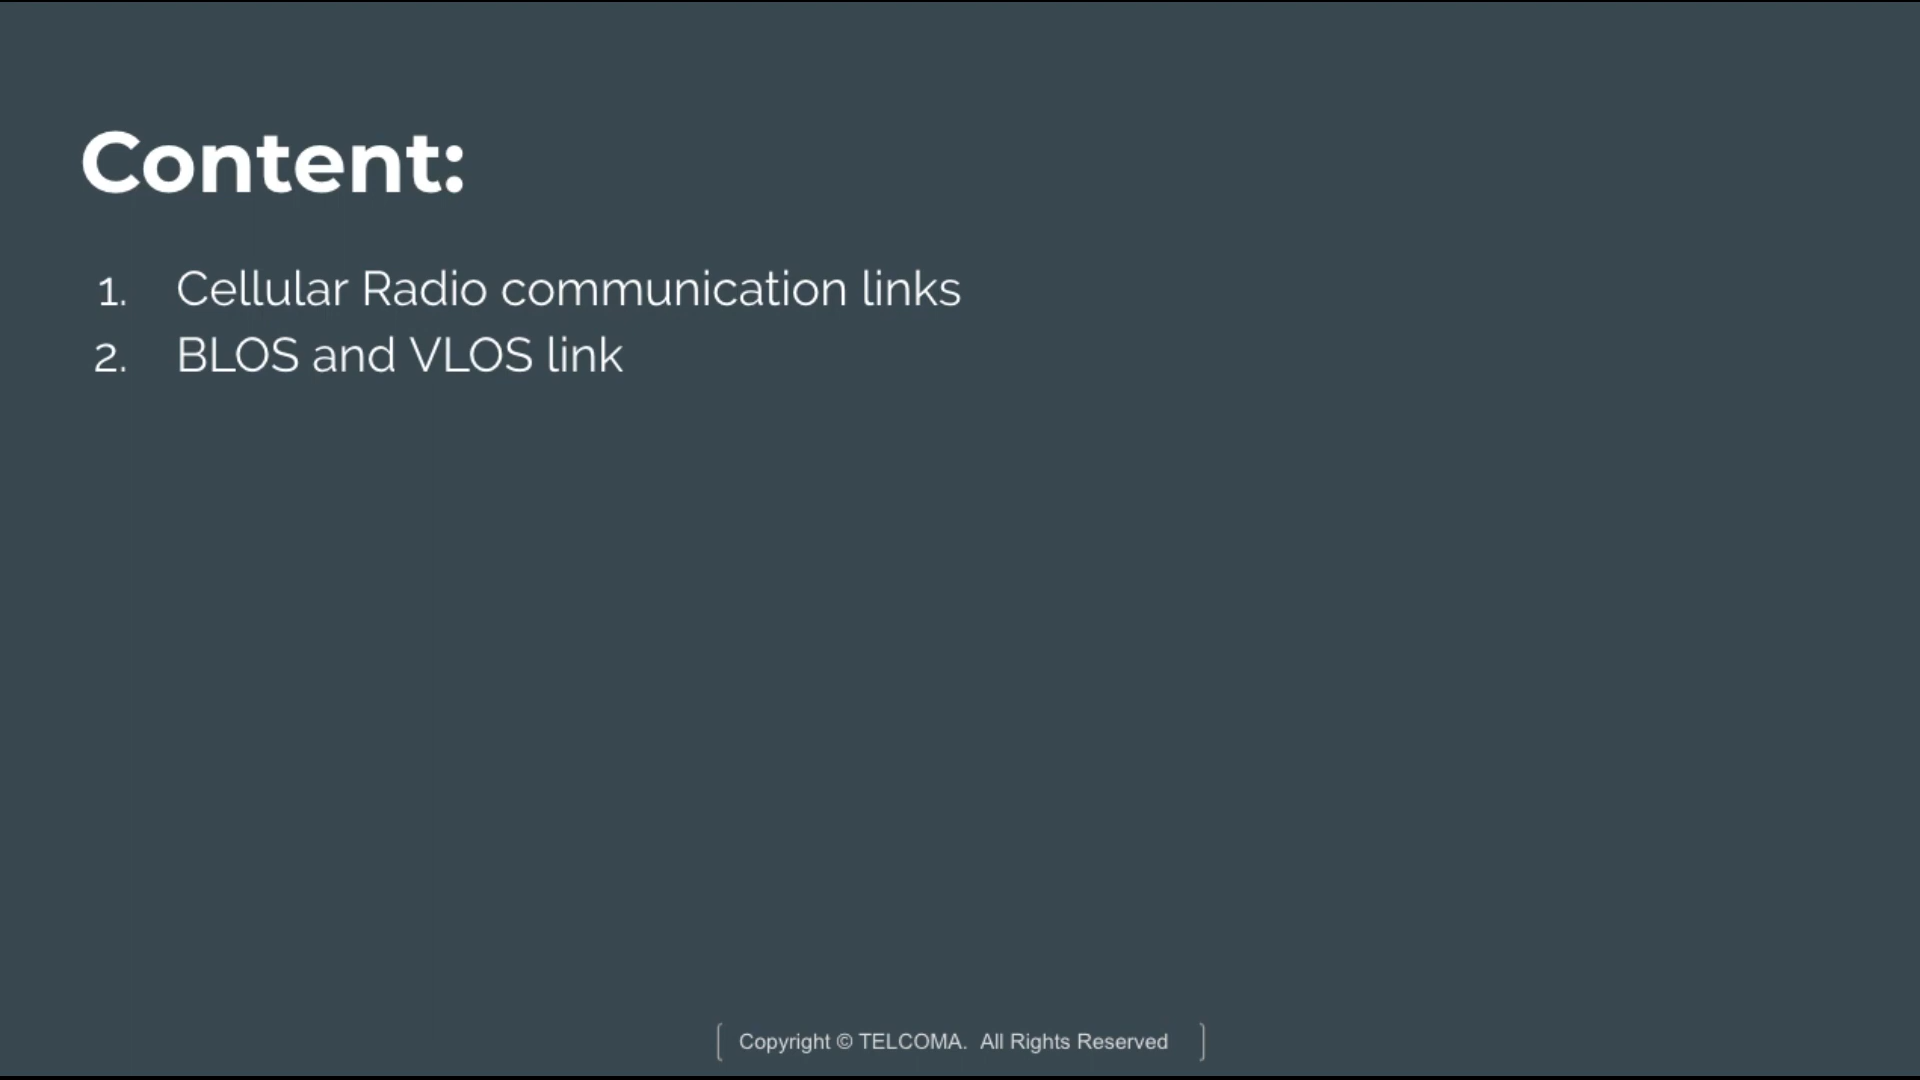 Content:
1. Cellular Radio communication links
2. BLOS and VLOS link
[ Copyright © TELCOMA. All Rights Reserved ]